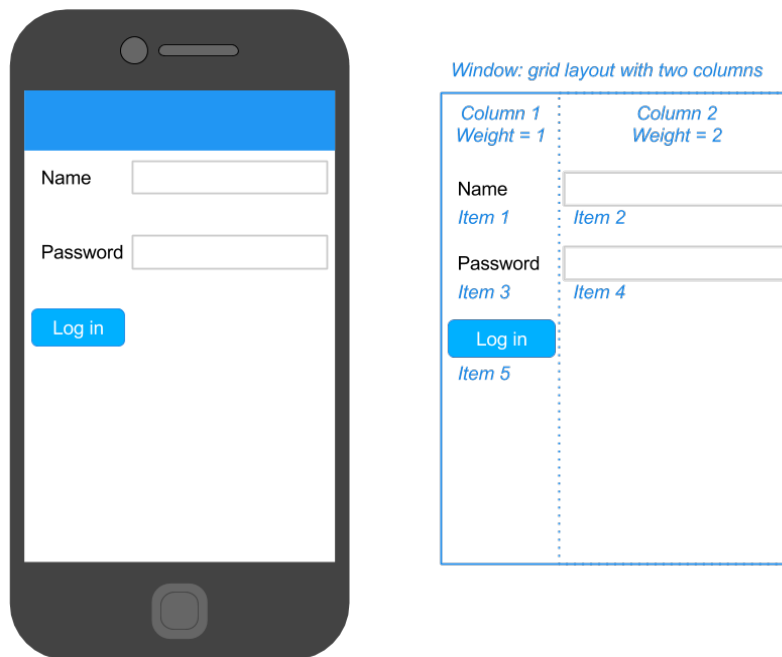 Window: grid layout with two columns
Column 1
Weight = 1
Column 2
Weight = 2
Name
Password
Log in
Name
Item 1
Item 2
Password
Item 3
Item 4
Log in
Item 5